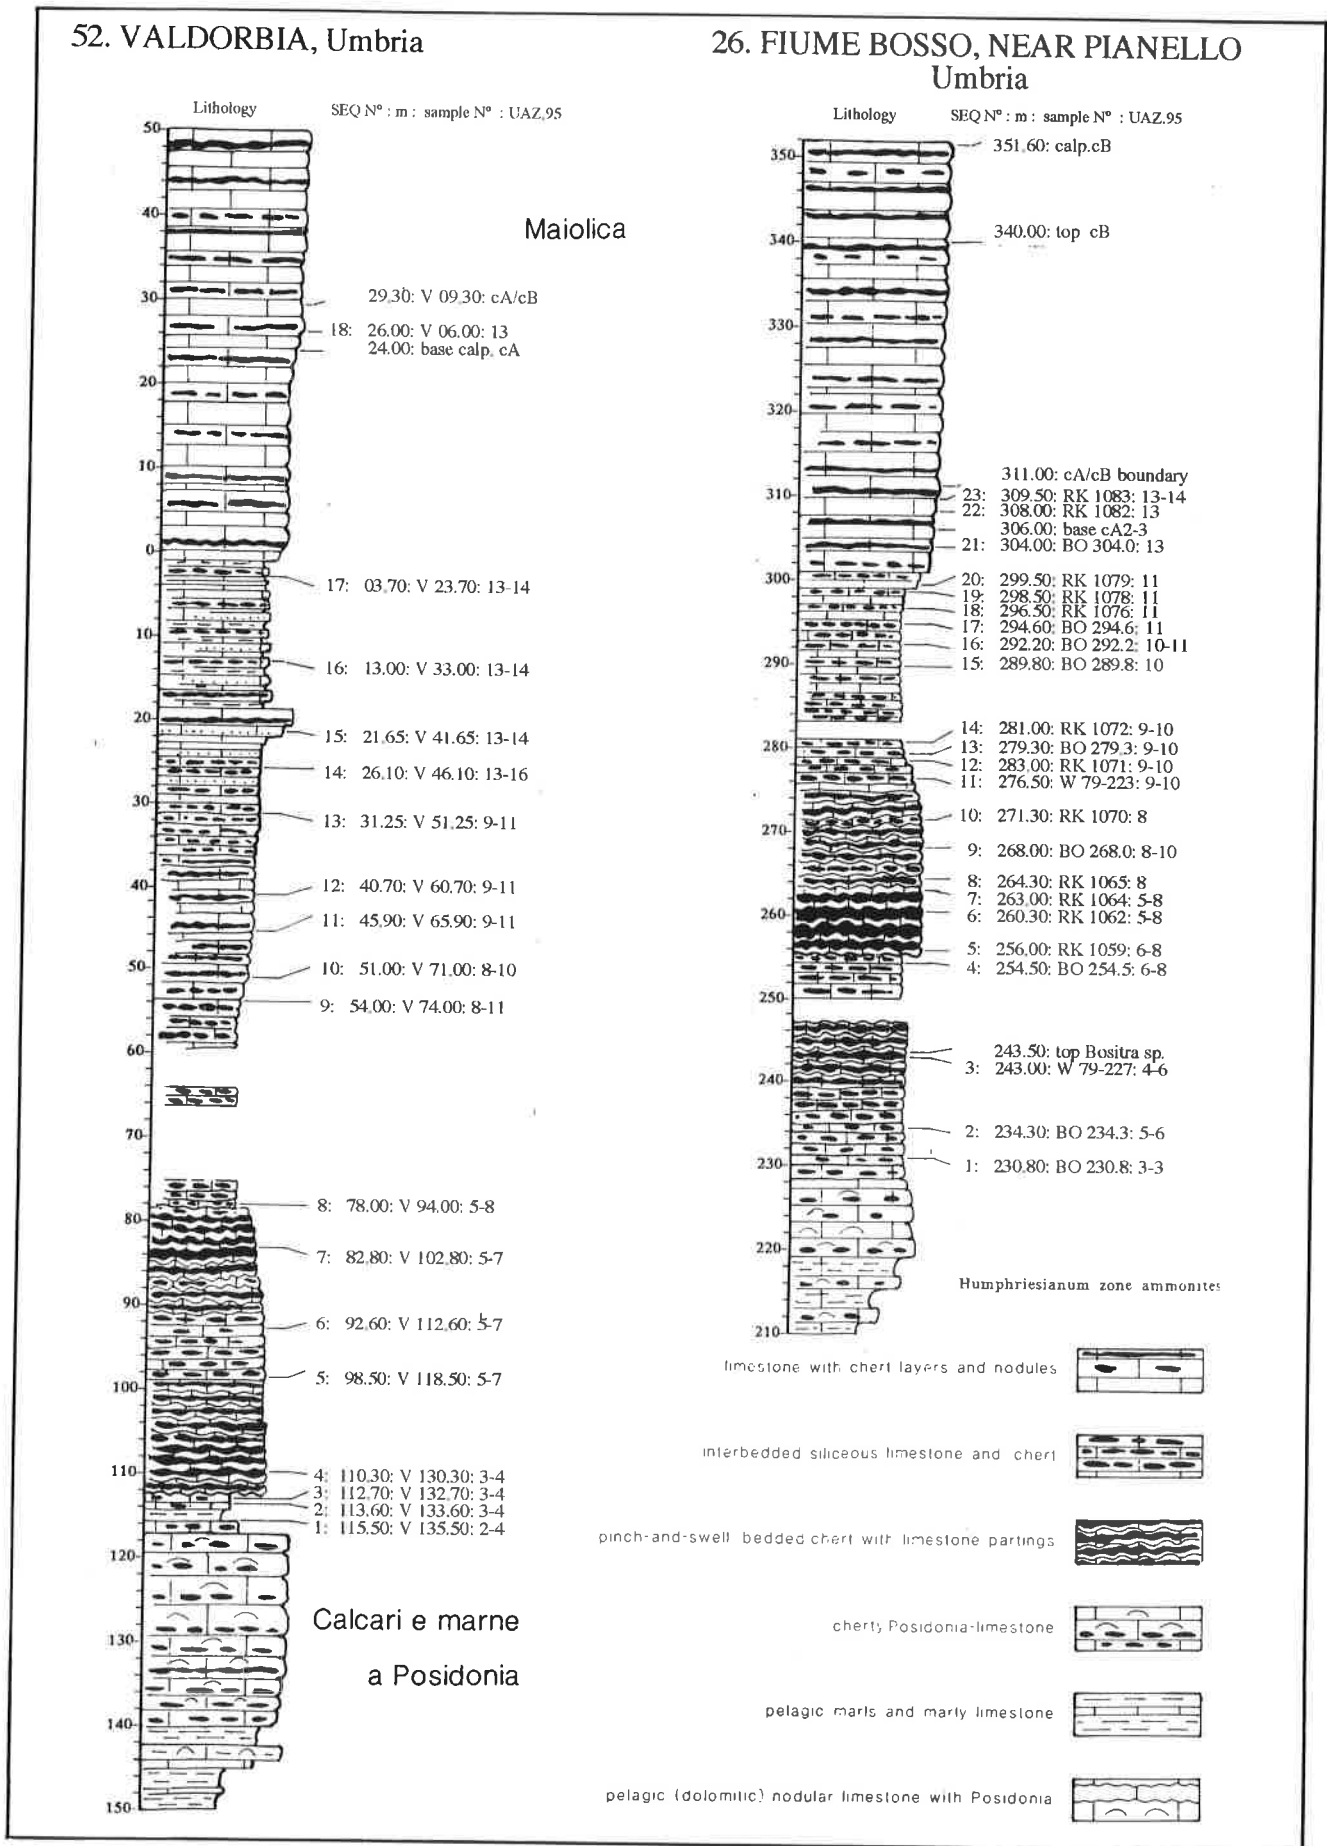 52. VALDORBIA, Umbria
Lithology
SEQ N° : m : sample N° : UAZ.95
50
40
30
20
10
0
10
20
30
40
50
60
70
80
90
100
110
120
130
140
150
Maiolica
29.30: V 09.30: cA/cB
18: 26.00: V 06.00: 13
24.00: base calp. cA
17: 03.70: V 23.70: 13-14
16: 13.00: V 33.00: 13-14
15: 21.65: V 41.65: 13-14
14: 26.10: V 46.10: 13-16
13: 31.25: V 51.25: 9-11
12: 40.70: V 60.70: 9-11
11: 45.90: V 65.90: 9-11
10: 51.00: V 71.00: 8-10
9: 54.00: V 74.00: 8-11
8: 78.00: V 94.00: 5-8
7: 82.80: V 102.80: 5-7
6: 92.60: V 112.60: 5-7
5: 98.50: V 118.50: 5-7
4: 110.30: V 130.30: 3-4
3: 112.70: V 132.70: 3-4
2: 113.60: V 133.60: 3-4
1: 115.50: V 135.50: 2-4
Calcari e marne
a Posidonia
26. FIUME BOSSO, NEAR PIANELLO
Umbria
Lithology
SEQ N° : m : sample N° : UAZ.95
350
340
330
320
310
300
290
280
270
260
250
240
230
220
210
351.60: calp.cB
340.00: top cB
311.00: cA/cB boundary
23: 309.50: RK 1083: 13-14
22: 308.00: RK 1082: 13
306.00: base cA2-3
21: 304.00: BO 304.0: 13
20: 299.50: RK 1079: 11
19: 298.50: RK 1078: 11
18: 296.50: RK 1076: 11
17: 294.60: BO 294.6: 11
16: 292.20: BO 292.2: 10-11
15: 289.80: BO 289.8: 10
14: 281.00: RK 1072: 9-10
13: 279.30: BO 279.3: 9-10
12: 283.00: RK 1071: 9-10
11: 276.50: W 79-223: 9-10
10: 271.30: RK 1070: 8
9: 268.00: BO 268.0: 8-10
8: 264.30: RK 1065: 8
7: 263.00: RK 1064: 5-8
6: 260.30: RK 1062: 5-8
5: 256.00: RK 1059: 6-8
4: 254.50: BO 254.5: 6-8
243.50: top Bositra sp.
3: 243.00: W 79-227: 4-6
2: 234.30: BO 234.3: 5-6
1: 230.80: BO 230.8: 3-3
Humphriesianum zone ammonites
limestone with chert layers and nodules
interbedded siliceous limestone and chert
pinch-and-swell bedded chert with limestone partings
cherty Posidonia-limestone
pelagic marls and marly limestone
pelagic (dolomitic) nodular limestone with Posidonia